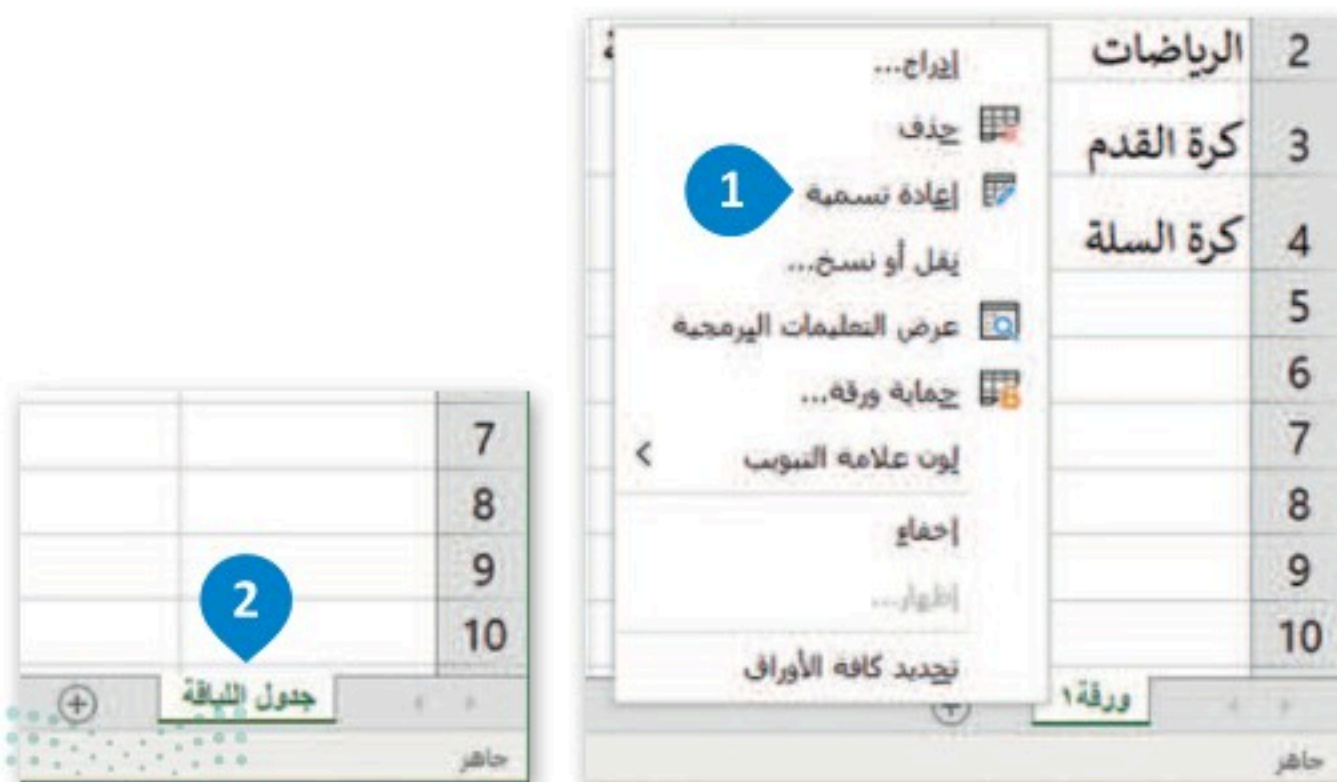 الرياضات 2
كرة القدم 3
كرة السلة 4
5
6
7
8
9
10
إدراج...
حذف
1
إعادة تسمية
نقل أو نسخ...
عرض التعليمات البرمجية
حماية ورقة...
لون علامة التبويب
إخفاء
إظهار...
تحديد كافة الأوراق
ورقة١
جاهز
7
8
9
10
2
جدول اللياقة
جاهز